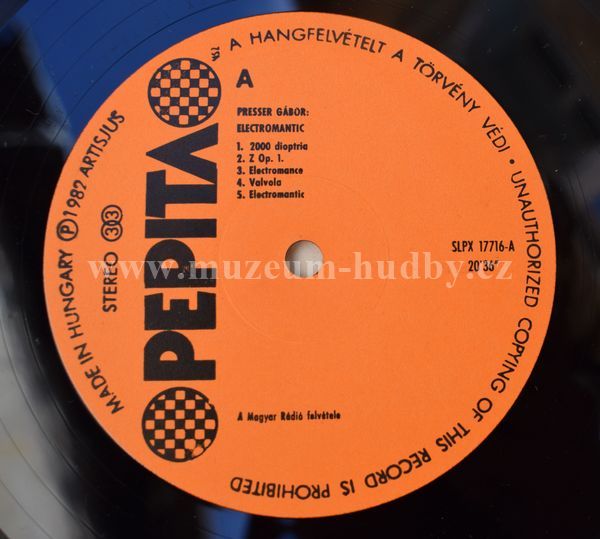 A HANGFELVÉTELT A TÖRVÉNY VÉDI • UNAUTHORIZED COPYING OF THIS RECORD IS PROHIBITED
452
A
PRESSER GÁBOR:
ELECTROMANTIC
1. 2000 dioptria
2. Z Op. 1.
3. Electromance
4. Valvola
5. Electromantic
SLPX 17716-A
20'36"
www.muzeum-hudby.cz
PEPITA
STEREO 33
MADE IN HUNGARY Ⓟ 1982 ARTISJUS
A Magyar Rádió felvétele